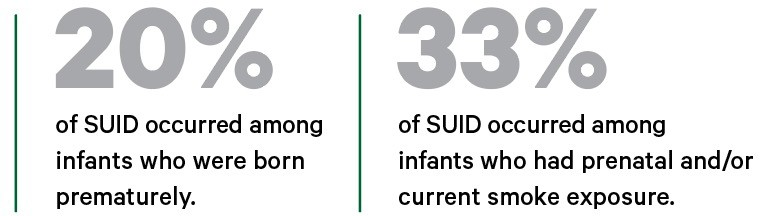 20%
of SUID occurred among
infants who were born
prematurely.
33%
of SUID occurred among
infants who had prenatal and/or
current smoke exposure.